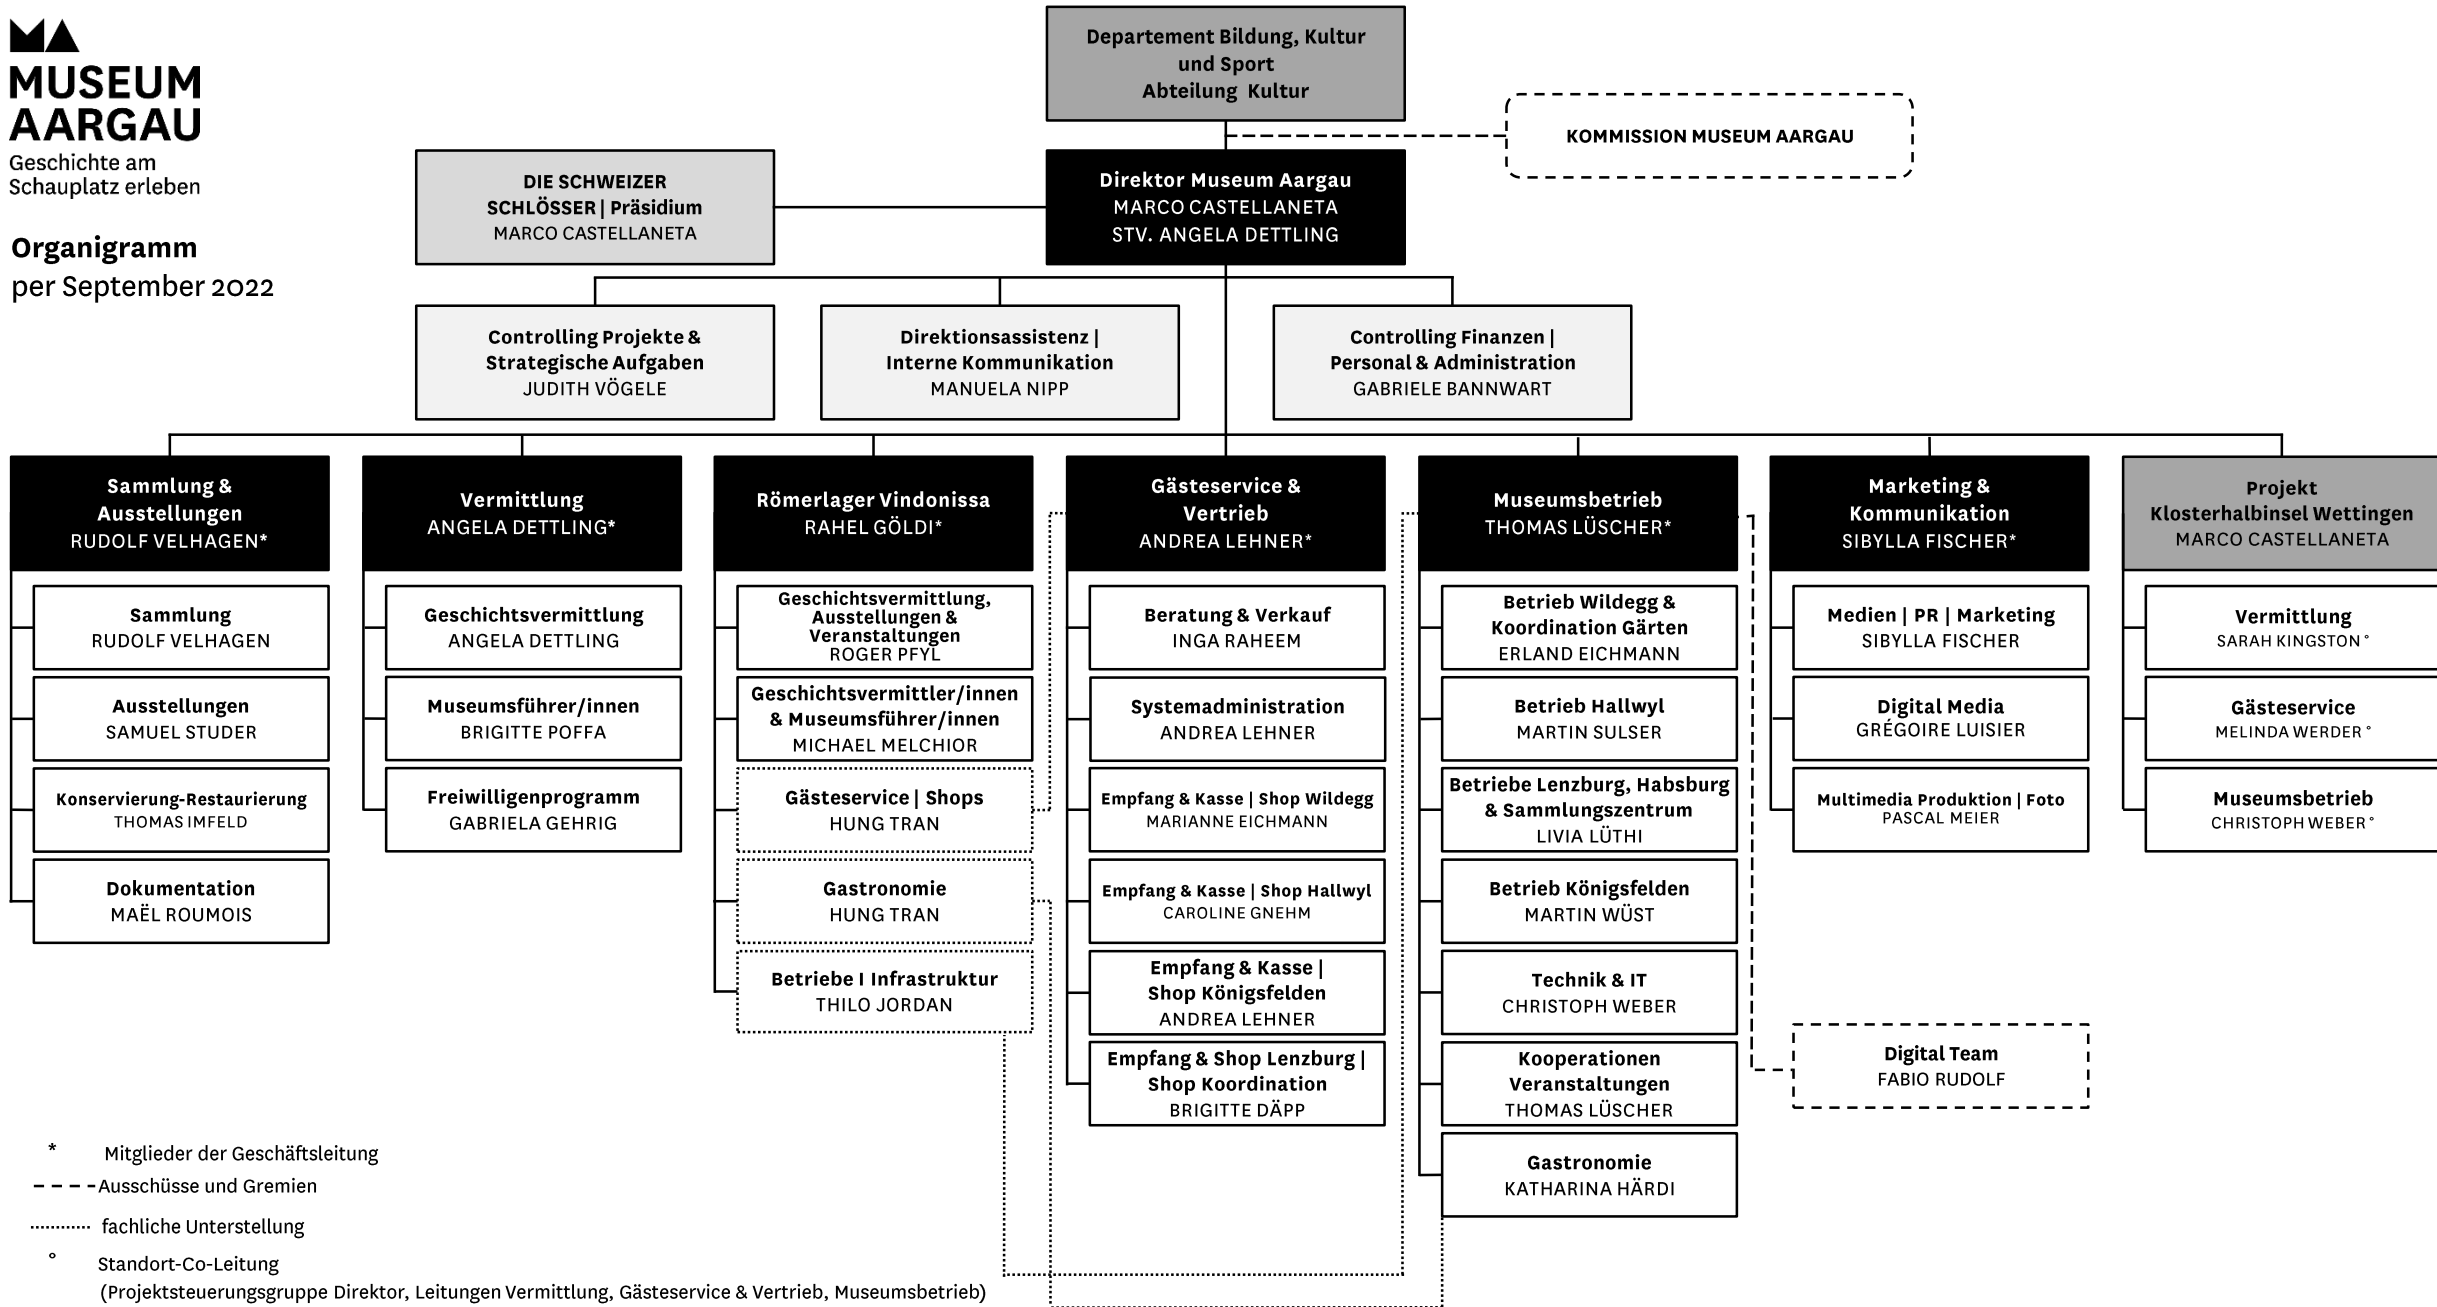 MUSEUM
AARGAU
Geschichte am
Schauplatz erleben
Organigramm
per September 2022
Departement Bildung, Kultur
und Sport
Abteilung Kultur
KOMMISSION MUSEUM AARGAU
DIE SCHWEIZER
SCHLÖSSER | Präsidium
MARCO CASTELLANETA
Direktor Museum Aargau
MARCO CASTELLANETA
STV. ANGELA DETTLING
Controlling Projekte &
Strategische Aufgaben
JUDITH VÖGELE
Direktionsassistenz |
Interne Kommunikation
MANUELA NIPP
Controlling Finanzen |
Personal & Administration
GABRIELE BANNWART
Sammlung &
Ausstellungen
RUDOLF VELHAGEN*
Sammlung
RUDOLF VELHAGEN
Ausstellungen
SAMUEL STUDER
Konservierung-Restaurierung
THOMAS IMFELD
Dokumentation
MAËL ROUMOIS
Vermittlung
ANGELA DETTLING*
Geschichtsvermittlung
ANGELA DETTLING
Museumsführer/innen
BRIGITTE POFFA
Freiwilligenprogramm
GABRIELA GEHRIG
Römerlager Vindonissa
RAHEL GÖLDI*
Geschichtsvermittlung,
Ausstellungen &
Veranstaltungen
ROGER PFYL
Geschichtsvermittler/innen
& Museumsführer/innen
MICHAEL MELCHIOR
Gästeservice | Shops
HUNG TRAN
Gastronomie
HUNG TRAN
Betriebe I Infrastruktur
THILO JORDAN
Gästeservice &
Vertrieb
ANDREA LEHNER*
Beratung & Verkauf
INGA RAHEEM
Systemadministration
ANDREA LEHNER
Empfang & Kasse | Shop Wildegg
MARIANNE EICHMANN
Empfang & Kasse | Shop Hallwyl
CAROLINE GNEHM
Empfang & Kasse |
Shop Königsfelden
ANDREA LEHNER
Empfang & Shop Lenzburg |
Shop Koordination
BRIGITTE DÄPP
Museumsbetrieb
THOMAS LÜSCHER*
Betrieb Wildegg &
Koordination Gärten
ERLAND EICHMANN
Betrieb Hallwyl
MARTIN SULSER
Betriebe Lenzburg, Habsburg
& Sammlungszentrum
LIVIA LÜTHI
Betrieb Königsfelden
MARTIN WÜST
Technik & IT
CHRISTOPH WEBER
Kooperationen
Veranstaltungen
THOMAS LÜSCHER
Gastronomie
KATHARINA HÄRDI
Marketing &
Kommunikation
SIBYLLA FISCHER*
Medien | PR | Marketing
SIBYLLA FISCHER
Digital Media
GRÉGOIRE LUISIER
Multimedia Produktion | Foto
PASCAL MEIER
Digital Team
FABIO RUDOLF
Projekt
Klosterhalbinsel Wettingen
MARCO CASTELLANETA
Vermittlung
SARAH KINGSTON °
Gästeservice
MELINDA WERDER °
Museumsbetrieb
CHRISTOPH WEBER °
* Mitglieder der Geschäftsleitung
Ausschüsse und Gremien
fachliche Unterstellung
° Standort-Co-Leitung
(Projektsteuerungsgruppe Direktor, Leitungen Vermittlung, Gästeservice & Vertrieb, Museumsbetrieb)